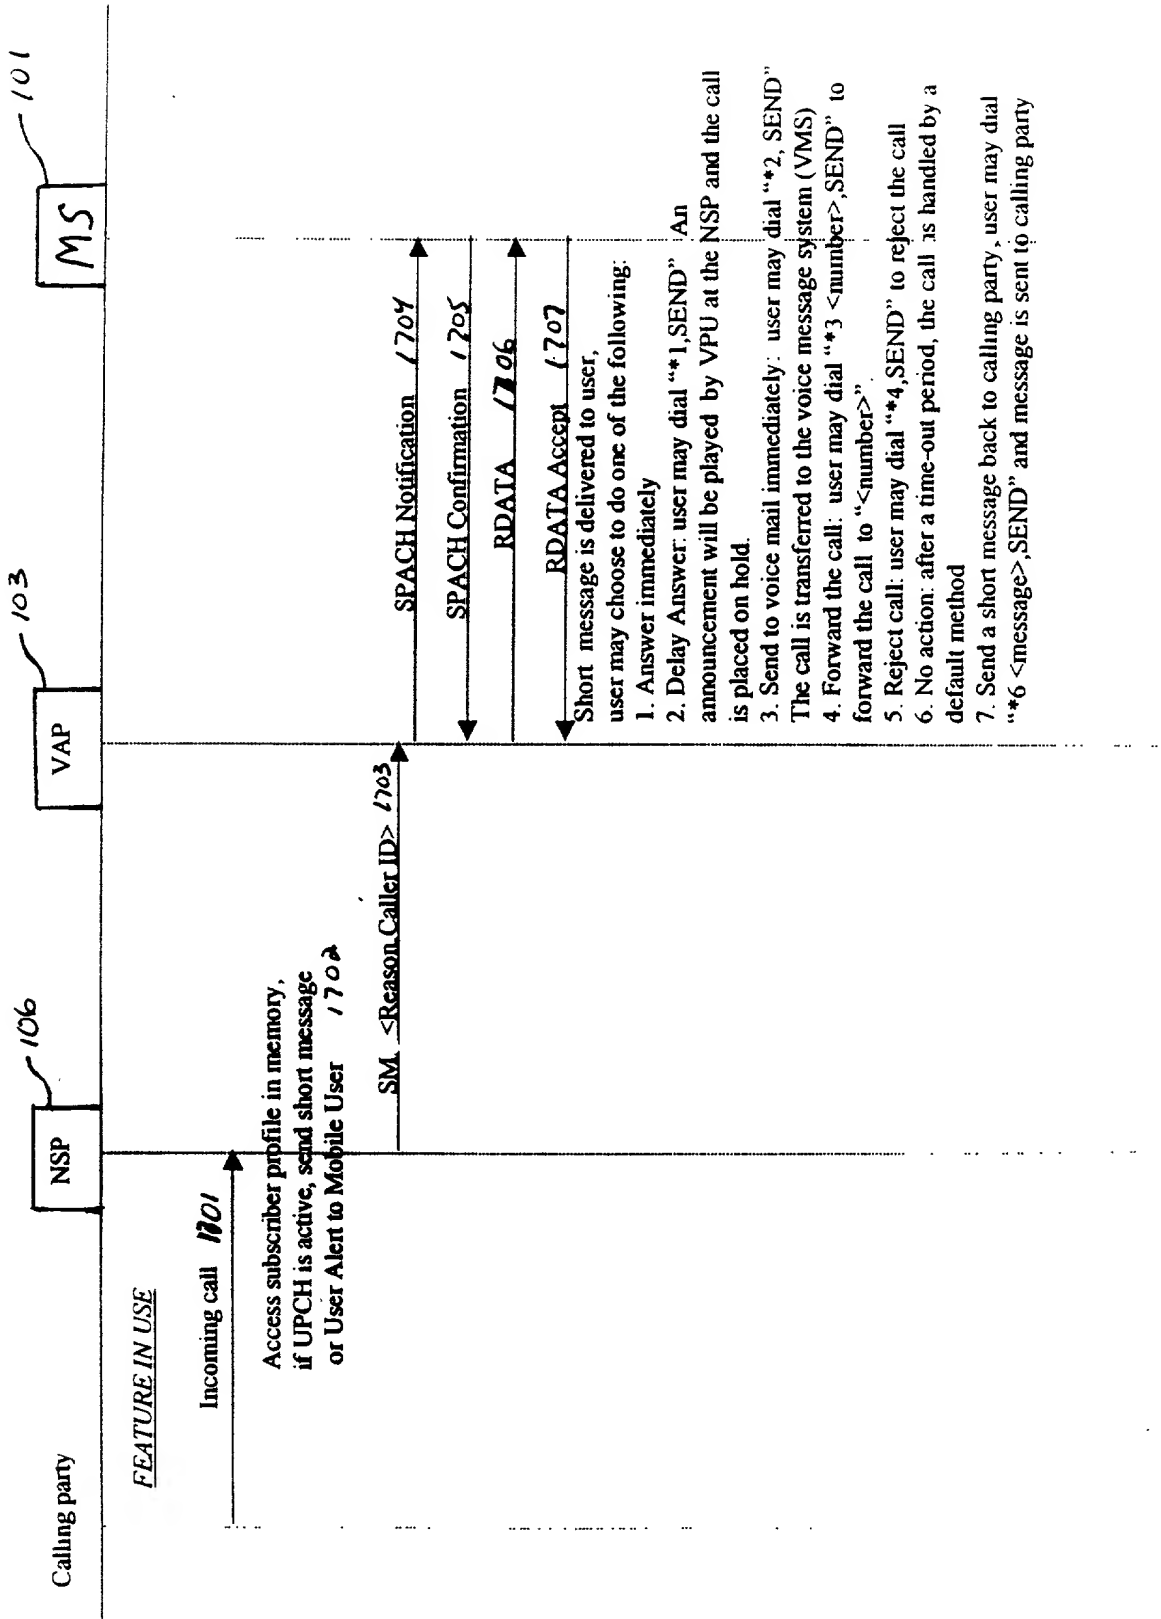 Calling party
NSP
106
VAP
103
MS
101
FEATURE IN USE
Incoming call 1701
Access subscriber profile in memory,
if UPCH is active, send short message
or User Alert to Mobile User 1702
SM, <Reason,Caller ID> 1703
SPACH Notification 1704
SPACH Confirmation 1705
RDATA 1706
RDATA Accept 1707
Short message is delivered to user,
user may choose to do one of the following:
1. Answer immediately
2. Delay Answer: user may dial “*1,SEND” An
announcement will be played by VPU at the NSP and the call
is placed on hold.
3. Send to voice mail immediately: user may dial “*2, SEND”
The call is transferred to the voice message system (VMS)
4. Forward the call: user may dial “*3 <number>,SEND” to
forward the call to “<number>”.
5. Reject call: user may dial “*4,SEND” to reject the call
6. No action: after a time-out period, the call is handled by a
default method
7. Send a short message back to calling party, user may dial
“*6 <message>,SEND” and message is sent to calling party